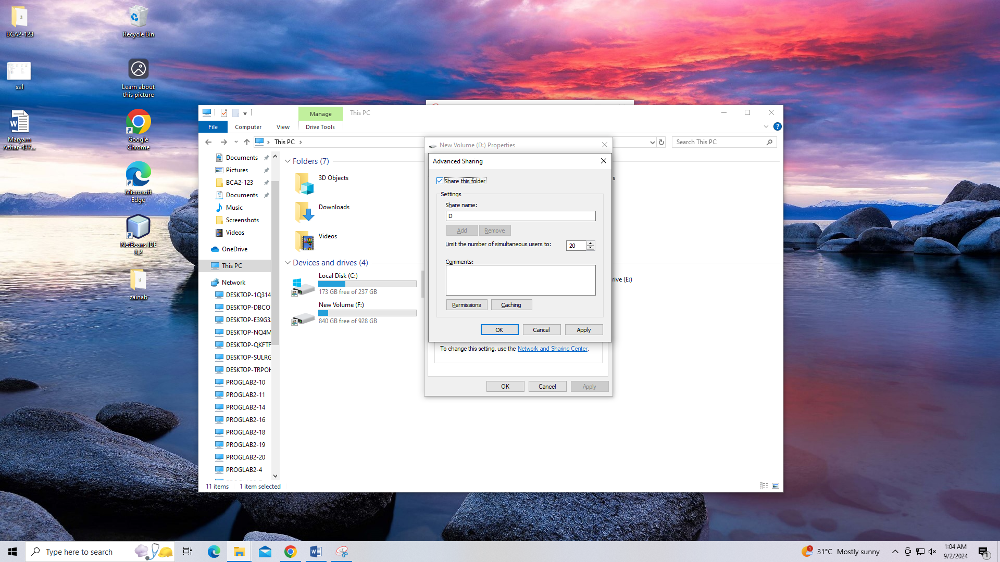 BCA2-123
Recycle Bin
ss1
Learn about
this picture
Maryam
Azhar-437...
Google
Chrome
Microsoft
Edge
NetBeans IDE
8.2
zainab
Manage
This PC
File
Computer
View
Drive Tools
This PC
Search This PC
Documents
Pictures
BCA2-123
Documents
Music
Screenshots
Videos
OneDrive
This PC
Network
DESKTOP-1Q314
DESKTOP-DBCO
DESKTOP-E39G3
DESKTOP-NQ4M
DESKTOP-QKFTF
DESKTOP-SULRG
DESKTOP-TRPOH
PROGLAB2-10
PROGLAB2-11
PROGLAB2-14
PROGLAB2-16
PROGLAB2-18
PROGLAB2-19
PROGLAB2-20
PROGLAB2-4
Folders (7)
3D Objects
Downloads
Videos
Devices and drives (4)
Local Disk (C:)
173 GB free of 237 GB
New Volume (F:)
840 GB free of 928 GB
rive (E:)
New Volume (D:) Properties
Advanced Sharing
Share this folder
Settings
Share name:
D
Add
Remove
Limit the number of simultaneous users to:
20
Comments:
Permissions
Caching
OK
Cancel
Apply
To change this setting, use the Network and Sharing Center.
OK
Cancel
Apply
11 items
1 item selected
Type here to search
1
31°C Mostly sunny
1:04 AM
9/2/2024
1